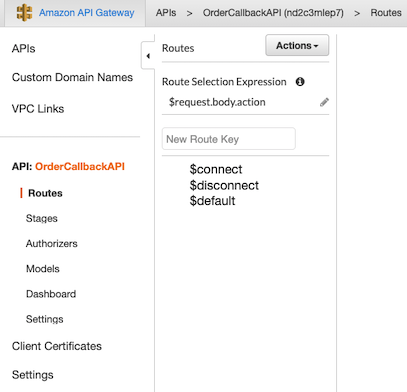 Amazon API Gateway APIs > OrderCallbackAPI (nd2c3mlep7) > Routes
APIs
Custom Domain Names
VPC Links
API: OrderCallbackAPI
Routes
Stages
Authorizers
Models
Dashboard
Settings
Client Certificates
Settings
Routes Actions
Route Selection Expression
$request.body.action
New Route Key
$connect
$disconnect
$default